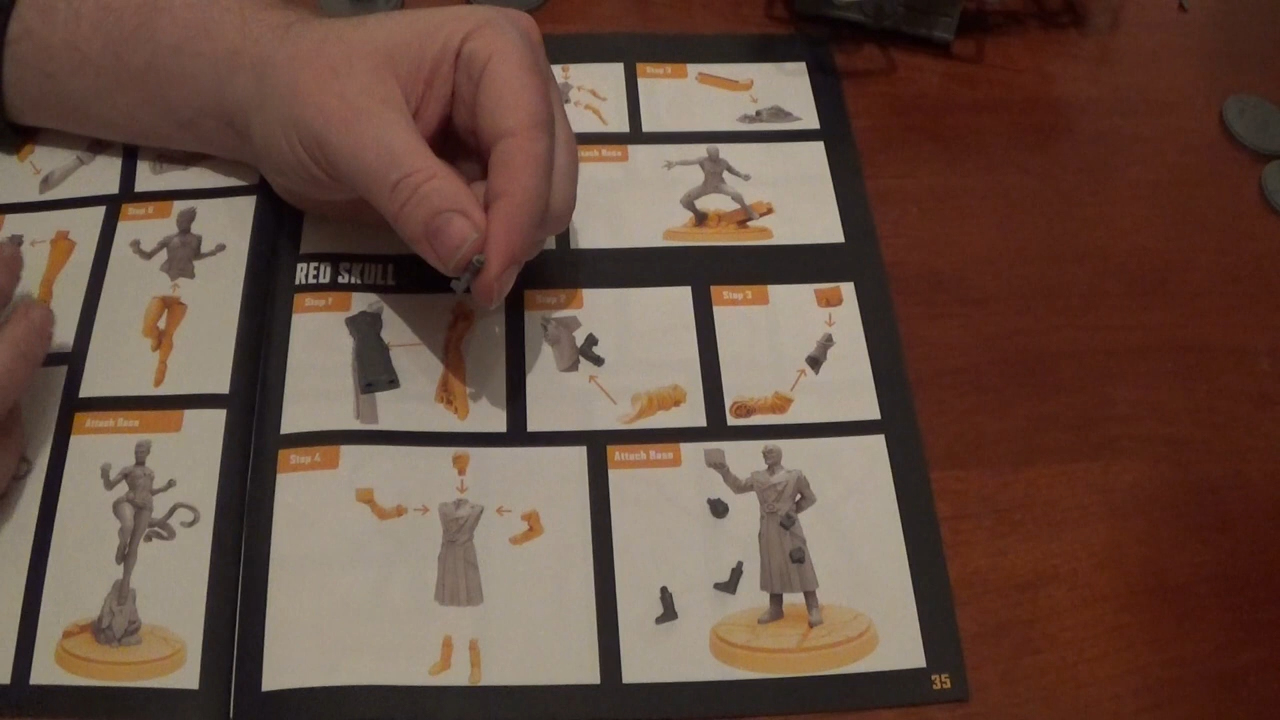 Step 6
Attach Base
Step 3
Attach Base
RED SKULL
Step 1
Step 2
Step 3
Step 4
Attach Base
35